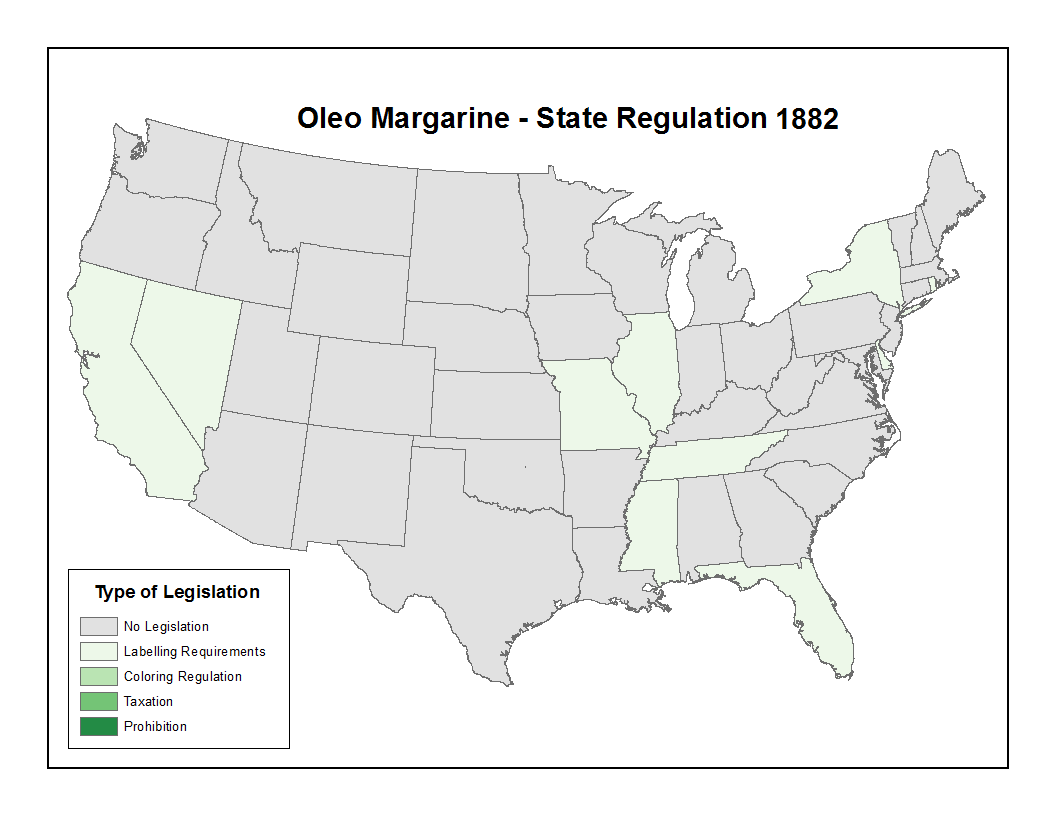 Oleo Margarine - State Regulation 1882
Type of Legislation
No Legislation
Labelling Requirements
Coloring Regulation
Taxation
Prohibition